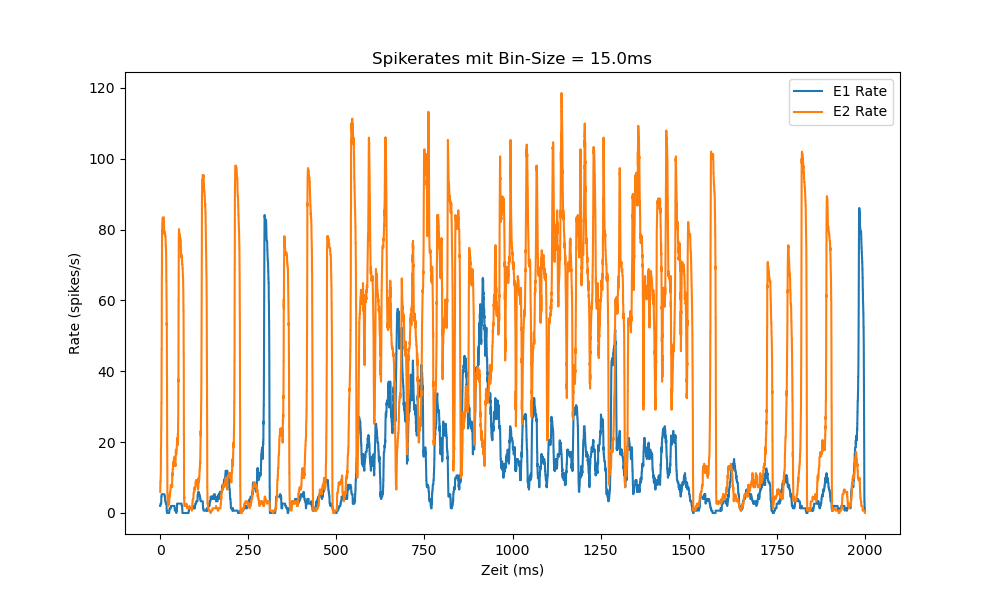 Spikerates mit Bin-Size = 15.0ms
E1 Rate
E2 Rate
120
100
80
60
40
20
0
Rate (spikes/s)
0 250 500 750 1000 1250 1500 1750 2000
Zeit (ms)